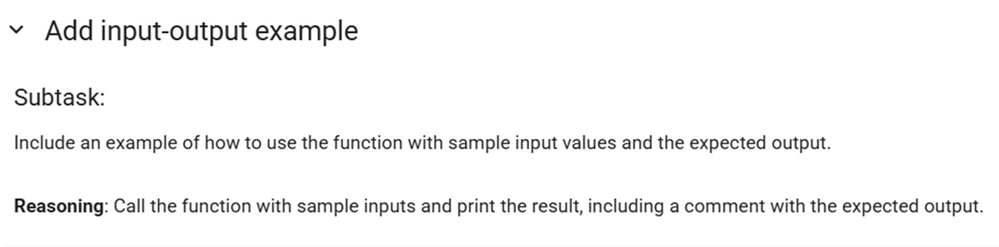 Add input-output example
Subtask:
Include an example of how to use the function with sample input values and the expected output.
Reasoning: Call the function with sample inputs and print the result, including a comment with the expected output.